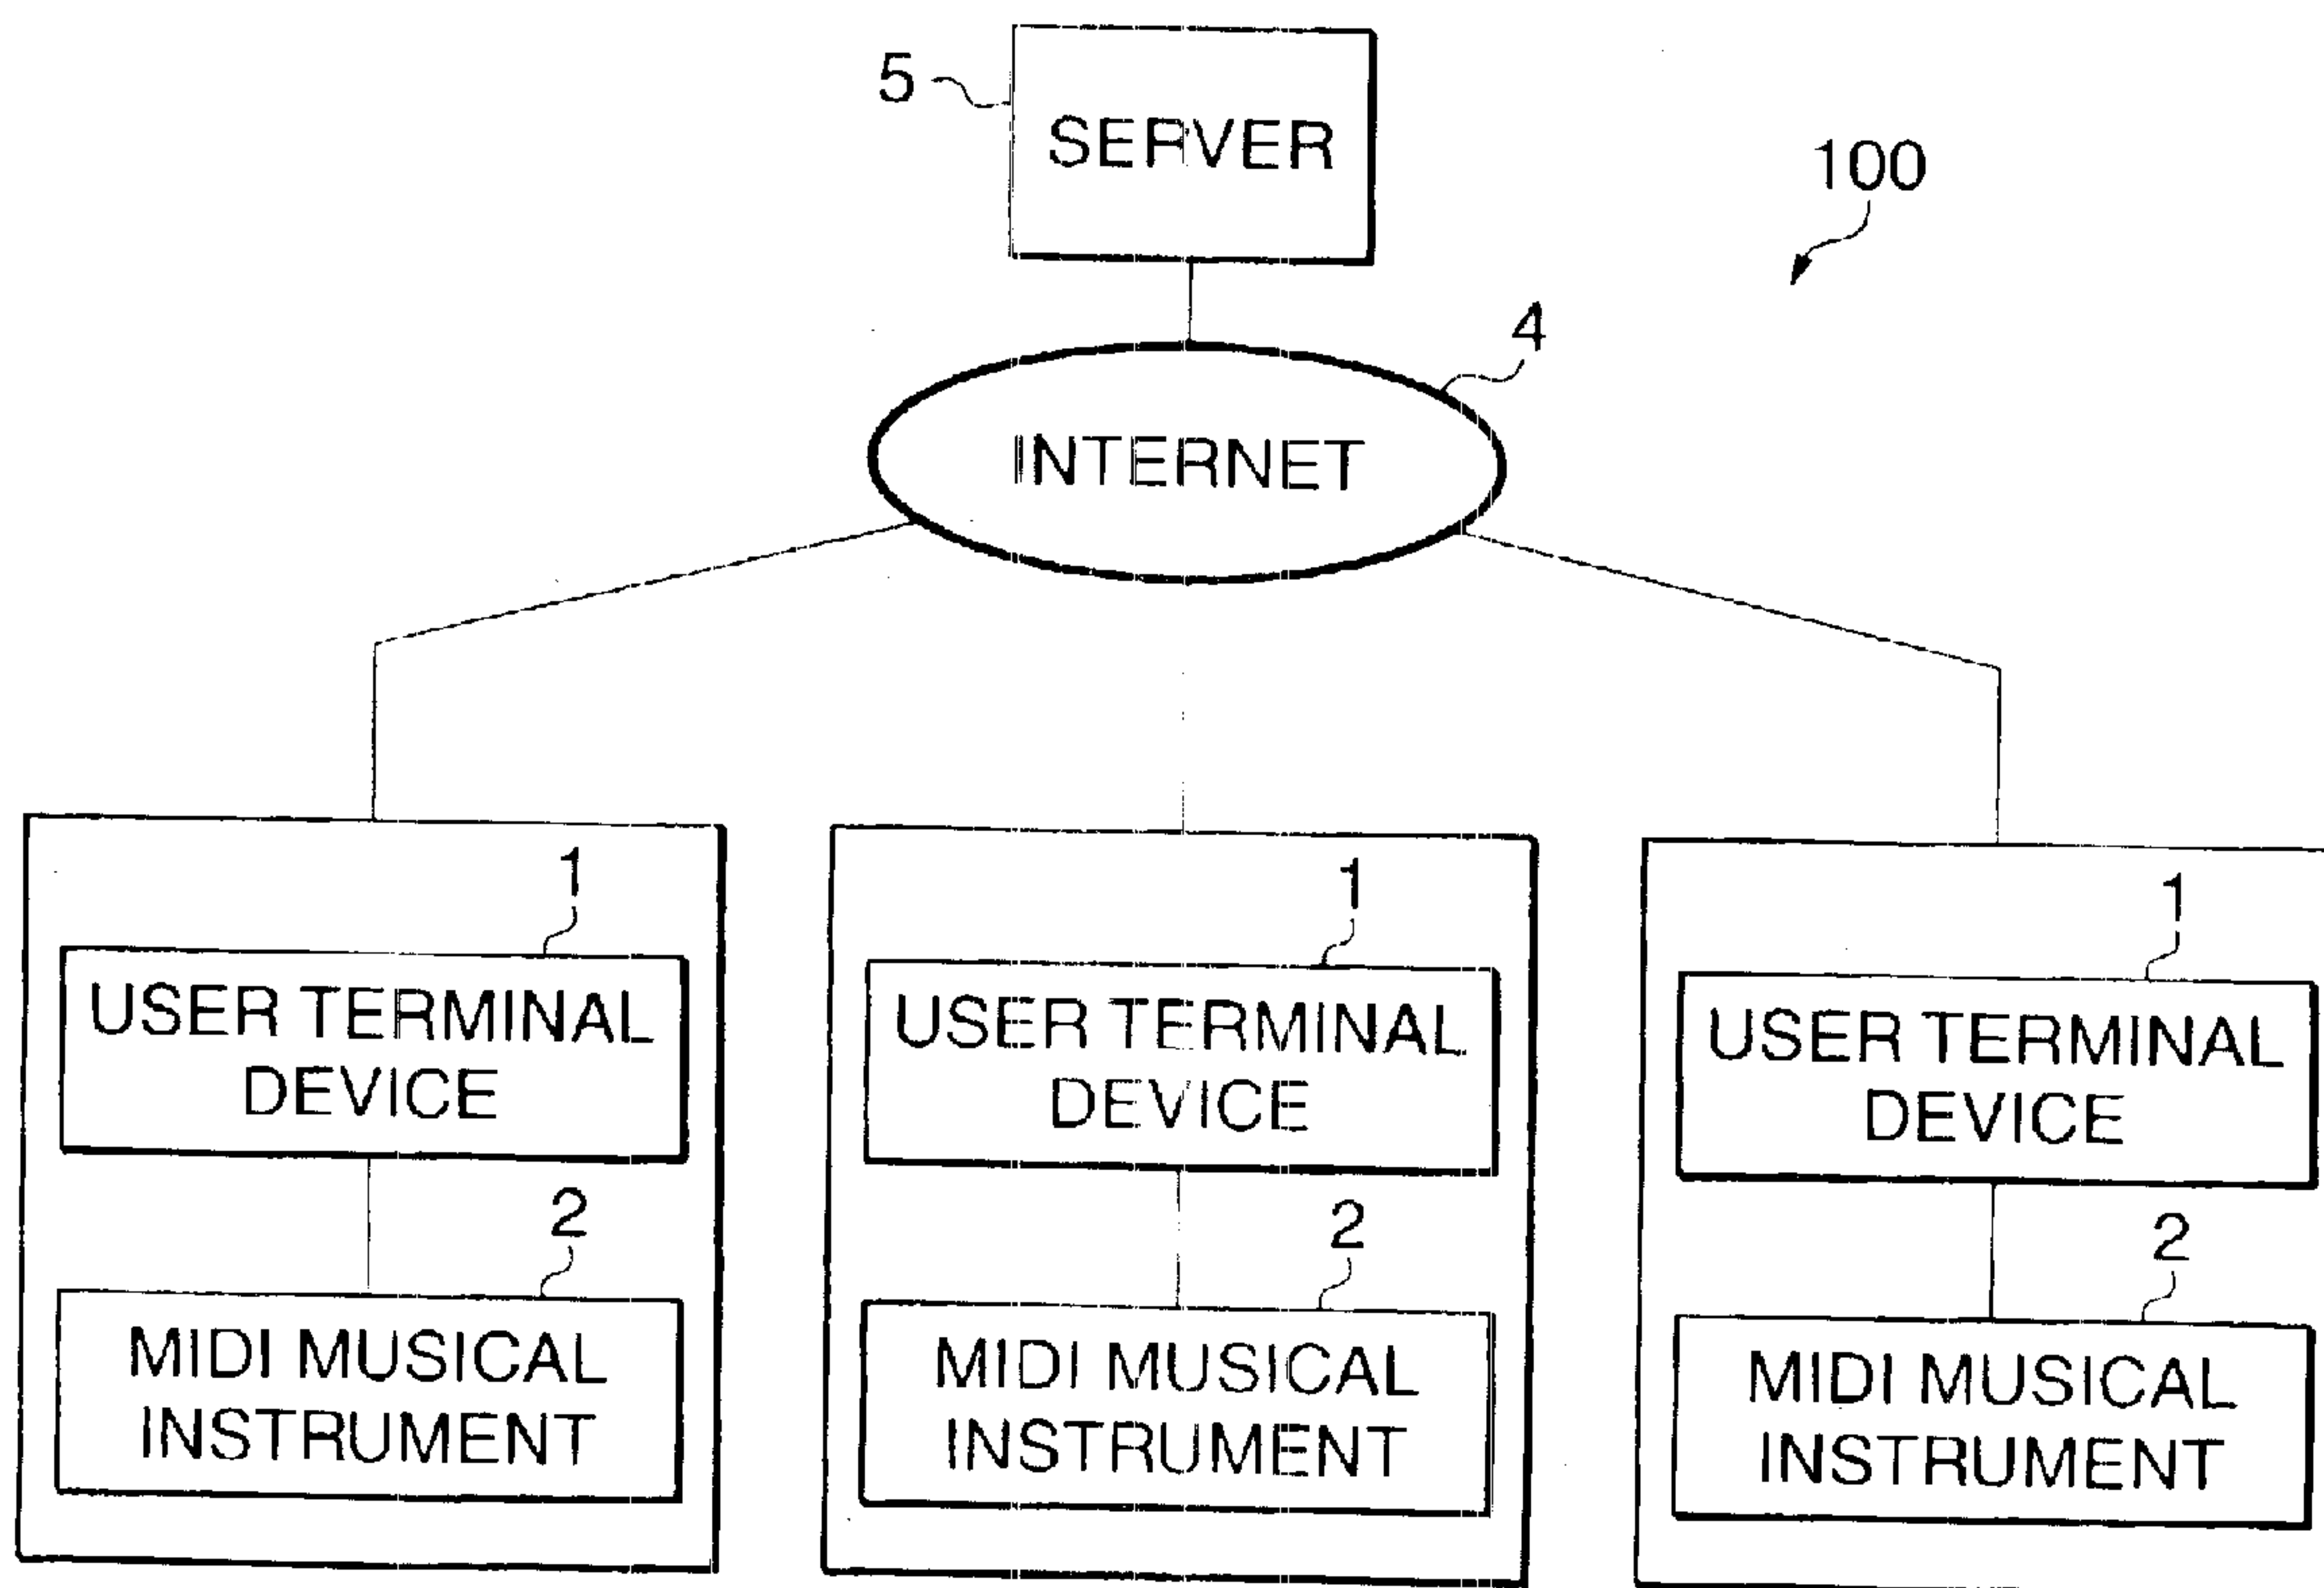 5
SERVER
100
4
INTERNET
1
USER TERMINAL
DEVICE
2
MIDI MUSICAL
INSTRUMENT
1
USER TERMINAL
DEVICE
2
MIDI MUSICAL
INSTRUMENT
1
USER TERMINAL
DEVICE
2
MIDI MUSICAL
INSTRUMENT